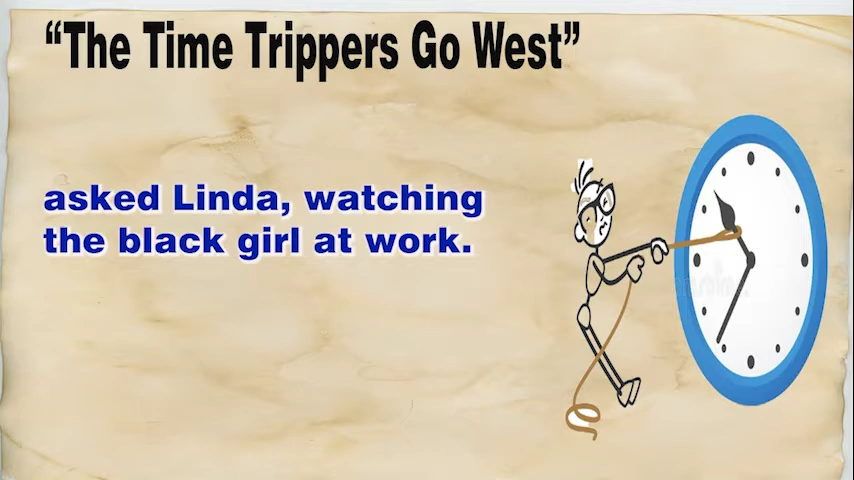 “The Time Trippers Go West”
asked Linda, watching
the black girl at work.